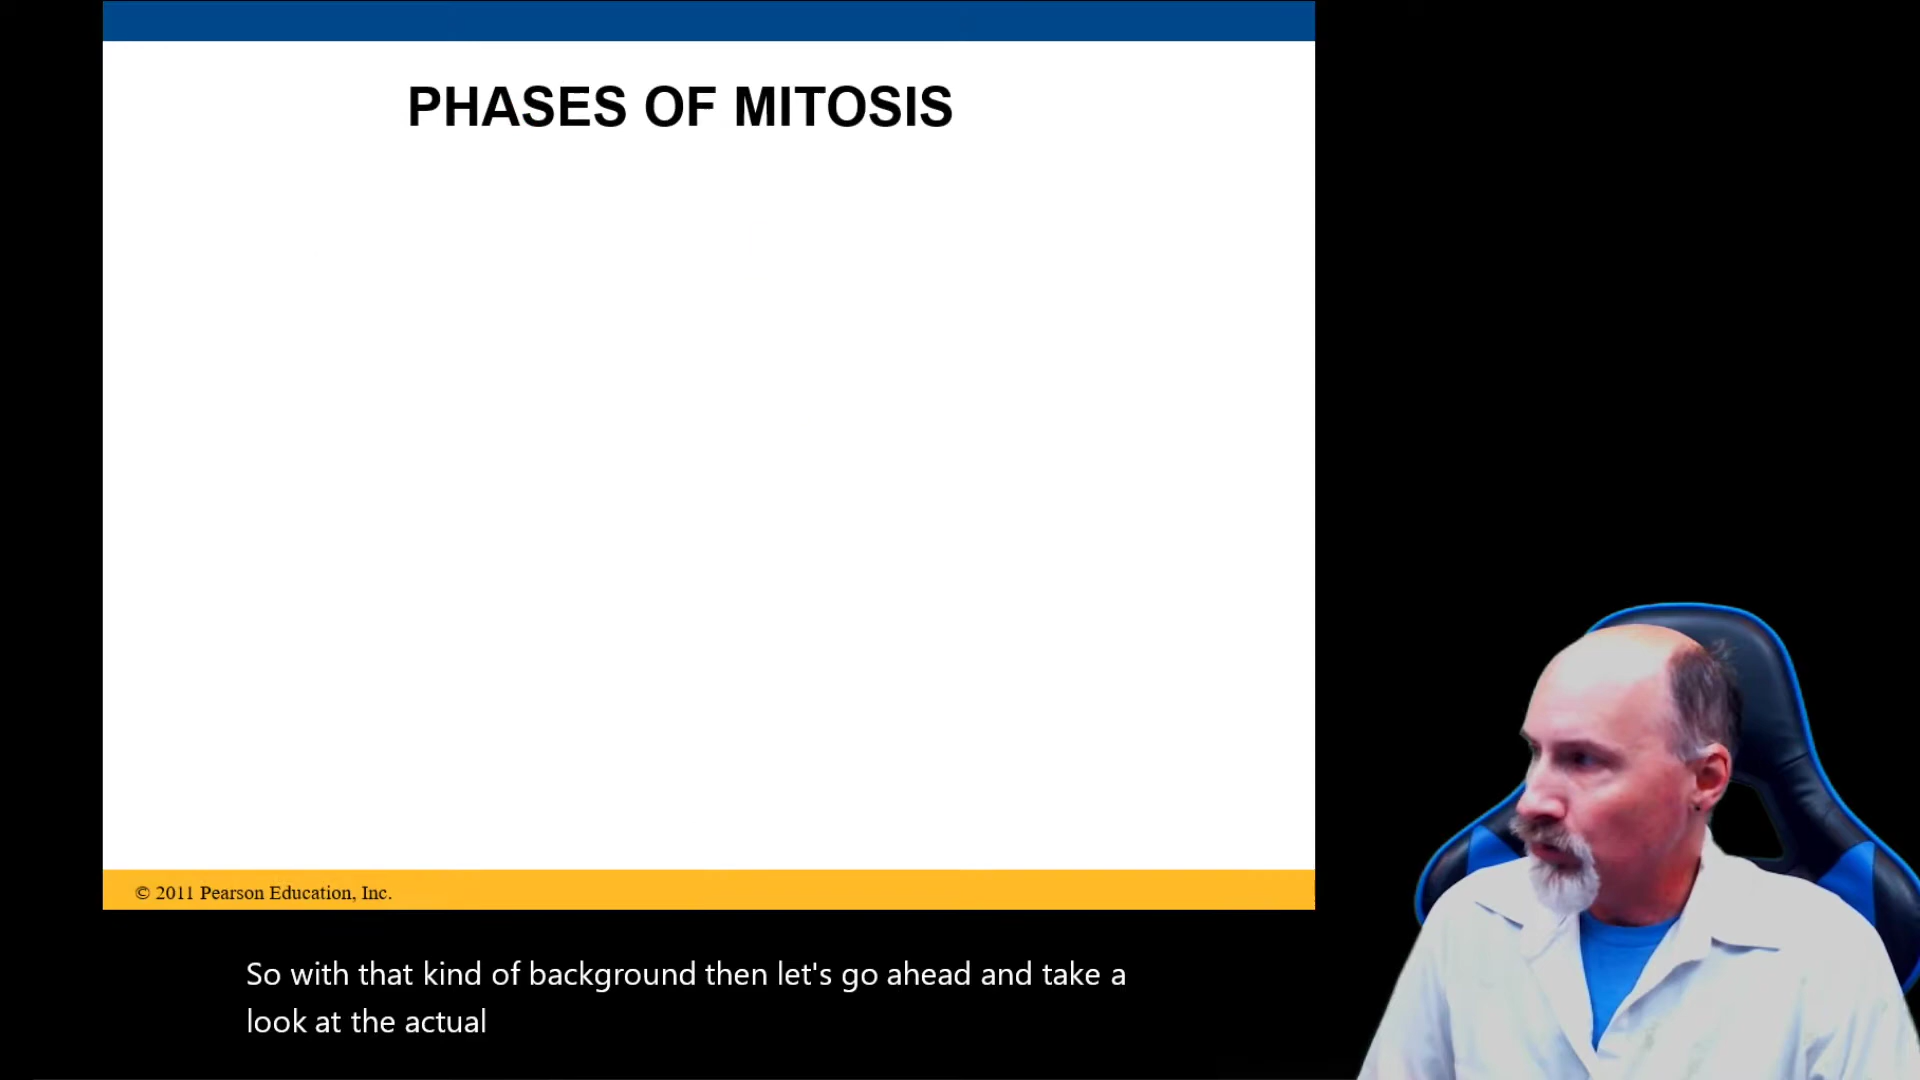 PHASES OF MITOSIS
© 2011 Pearson Education, Inc.
So with that kind of background then let's go ahead and take a
look at the actual